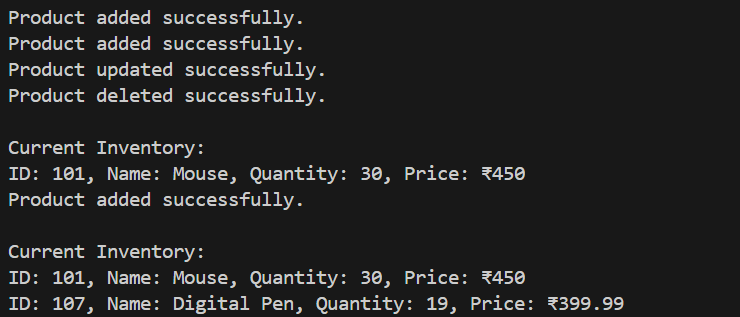 Product added successfully.
Product added successfully.
Product updated successfully.
Product deleted successfully.
Current Inventory:
ID: 101, Name: Mouse, Quantity: 30, Price: ₹450
Product added successfully.
Current Inventory:
ID: 101, Name: Mouse, Quantity: 30, Price: ₹450
ID: 107, Name: Digital Pen, Quantity: 19, Price: ₹399.99